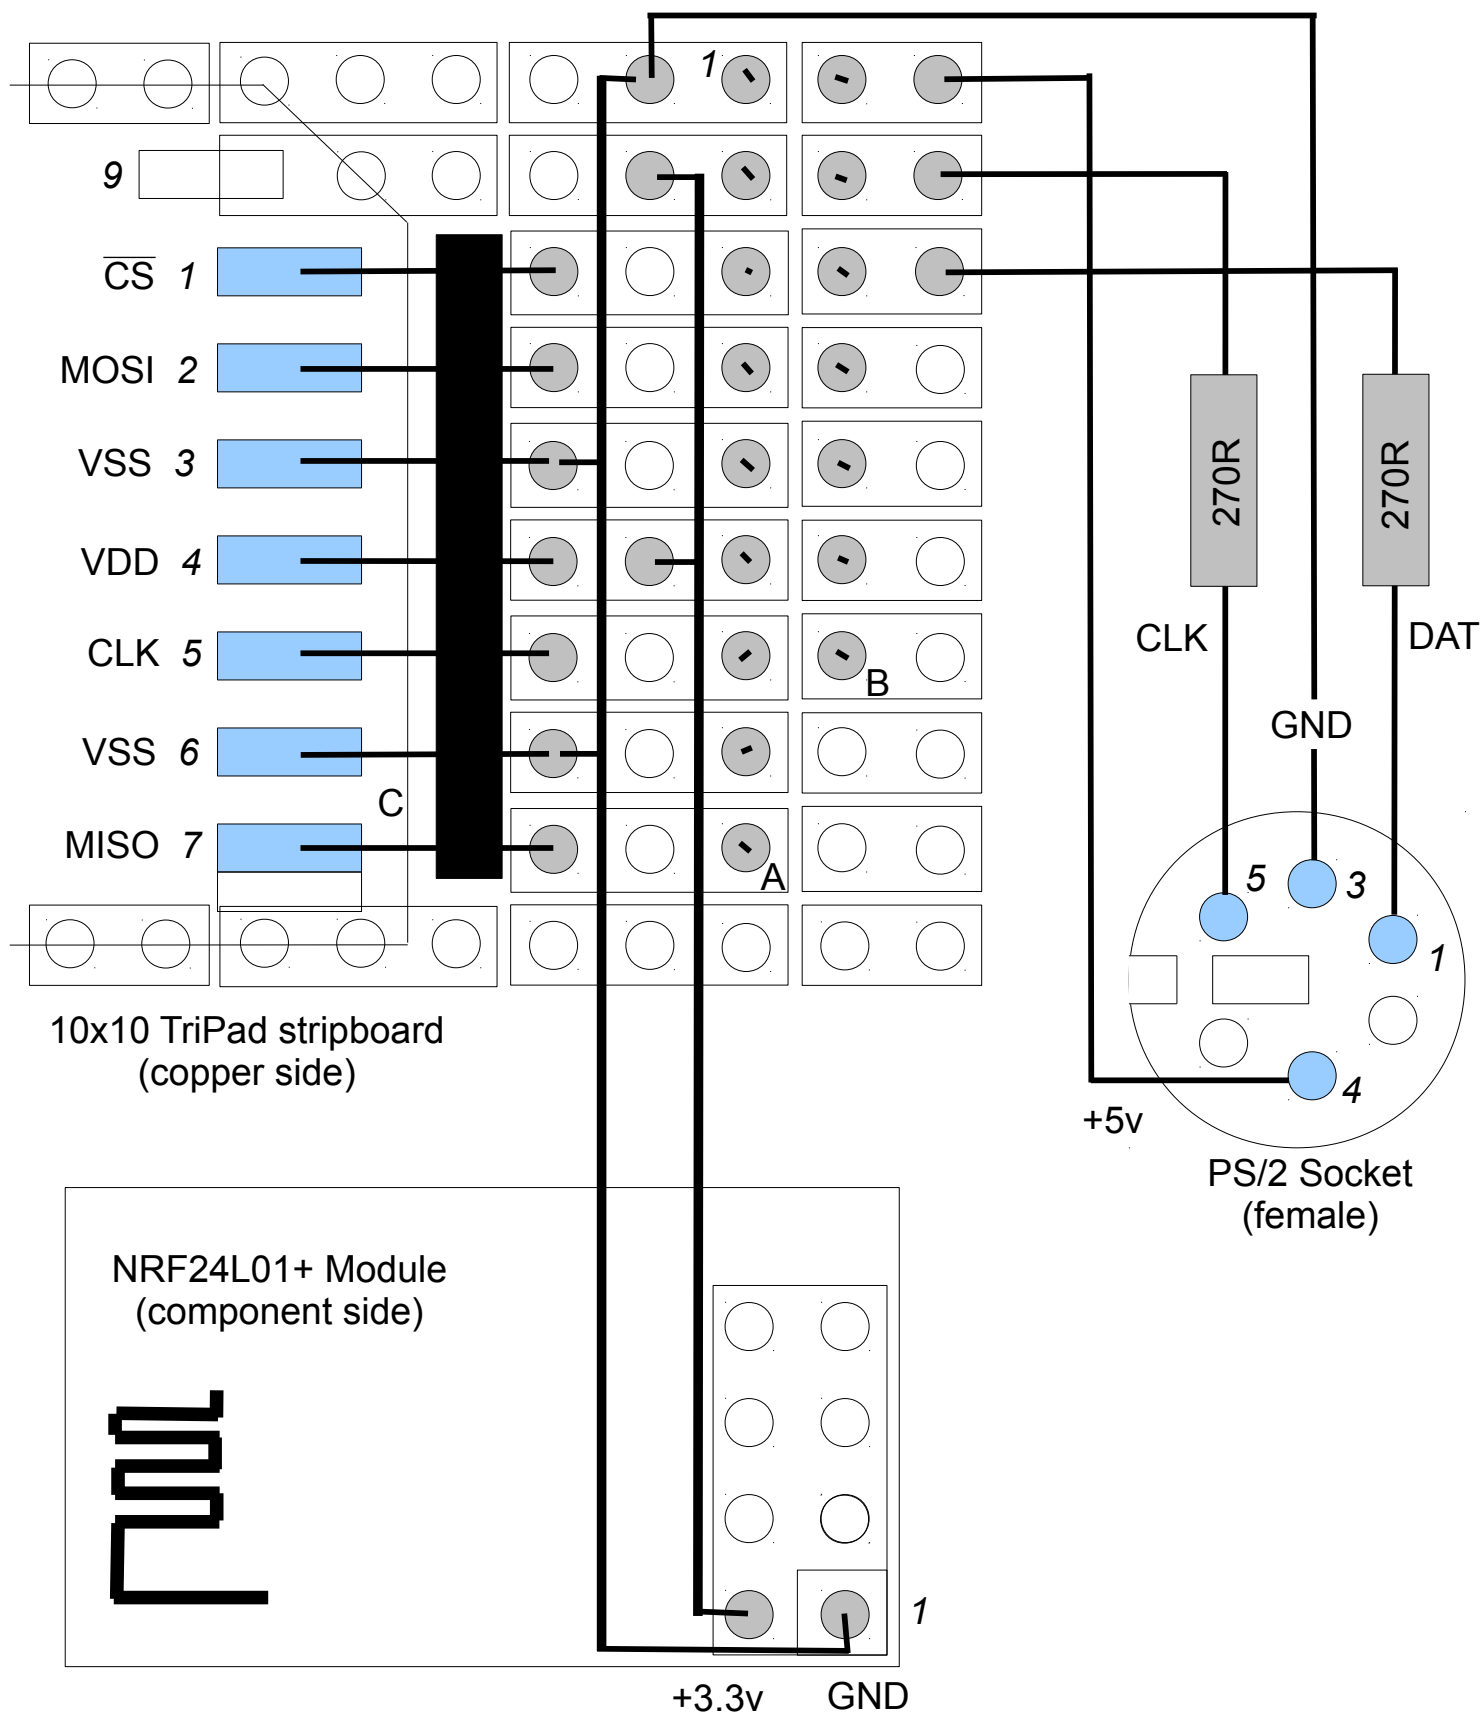 1
9
C̅S̅ 1
MOSI 2
VSS 3
VDD 4
CLK 5
VSS 6
MISO 7
C
B
A
270R
270R
CLK
DAT
GND
5
3
1
4
+5v
PS/2 Socket
(female)
10x10 TriPad stripboard
(copper side)
NRF24L01+ Module
(component side)
1
+3.3v
GND